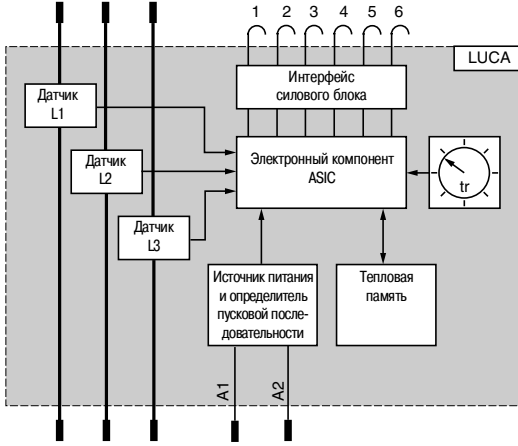 1 2 3 4 5 6
LUCA
Интерфейс
силового блока
Датчик
L1
Датчик
L2
Датчик
L3
Электронный компонент
ASIC
tr
Источник питания
и определитель
пусковой после-
довательности
Тепловая
память
A1
A2